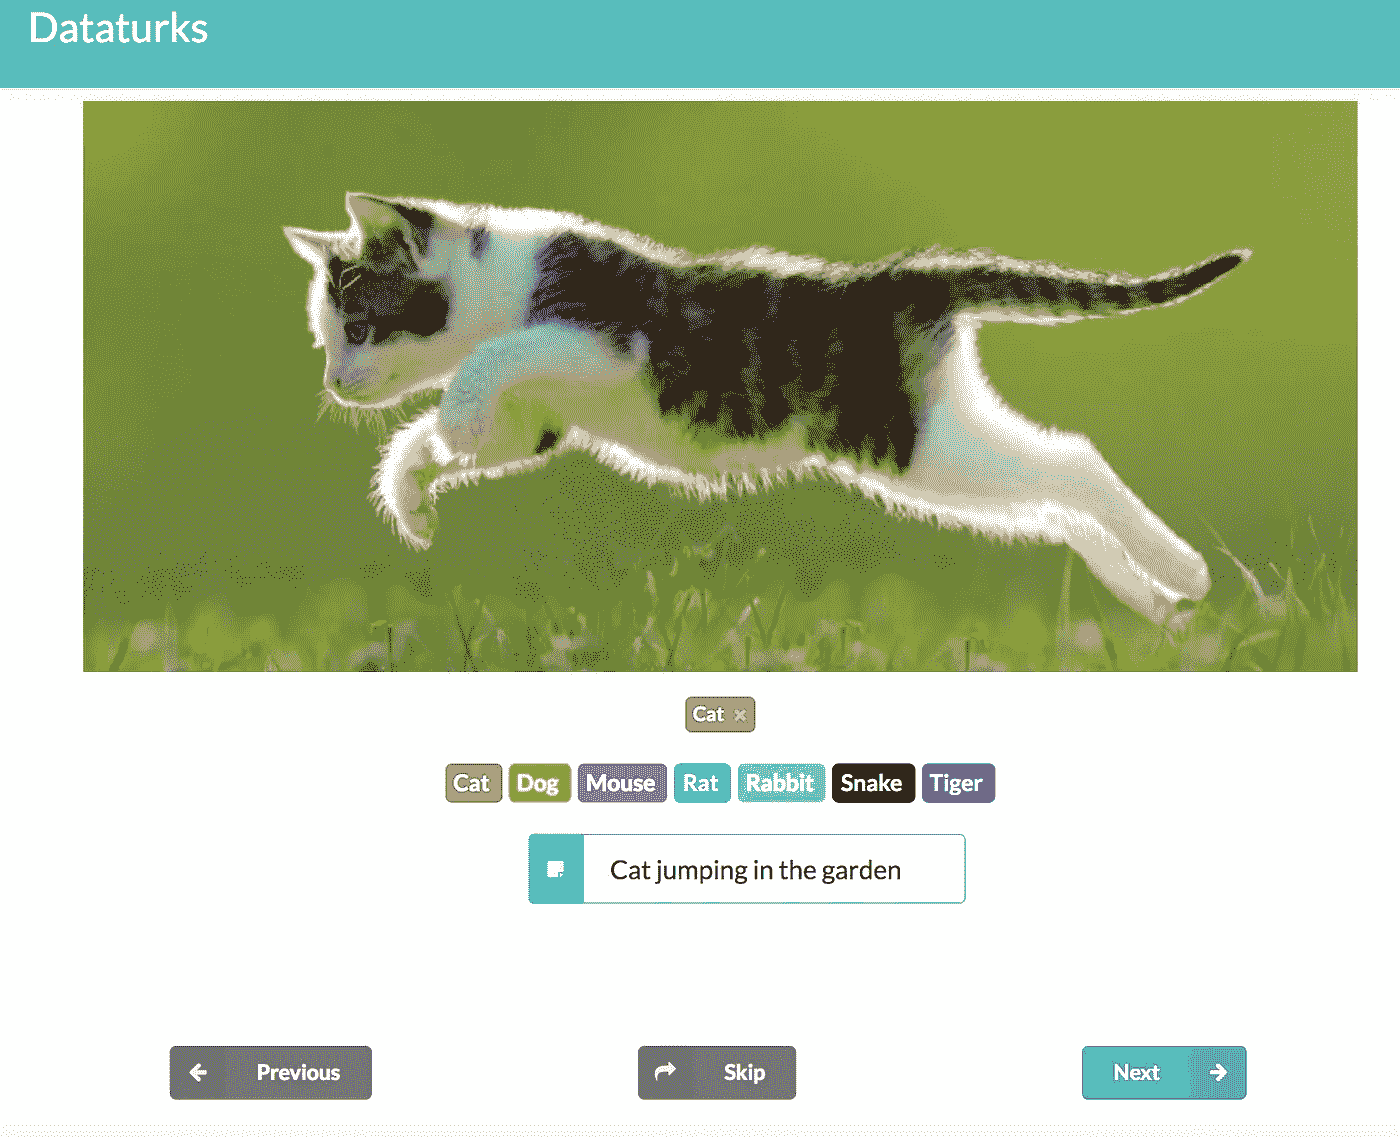 Dataturks
Cat ×
Cat Dog Mouse Rat Rabbit Snake Tiger
Cat jumping in the garden
Previous Skip Next